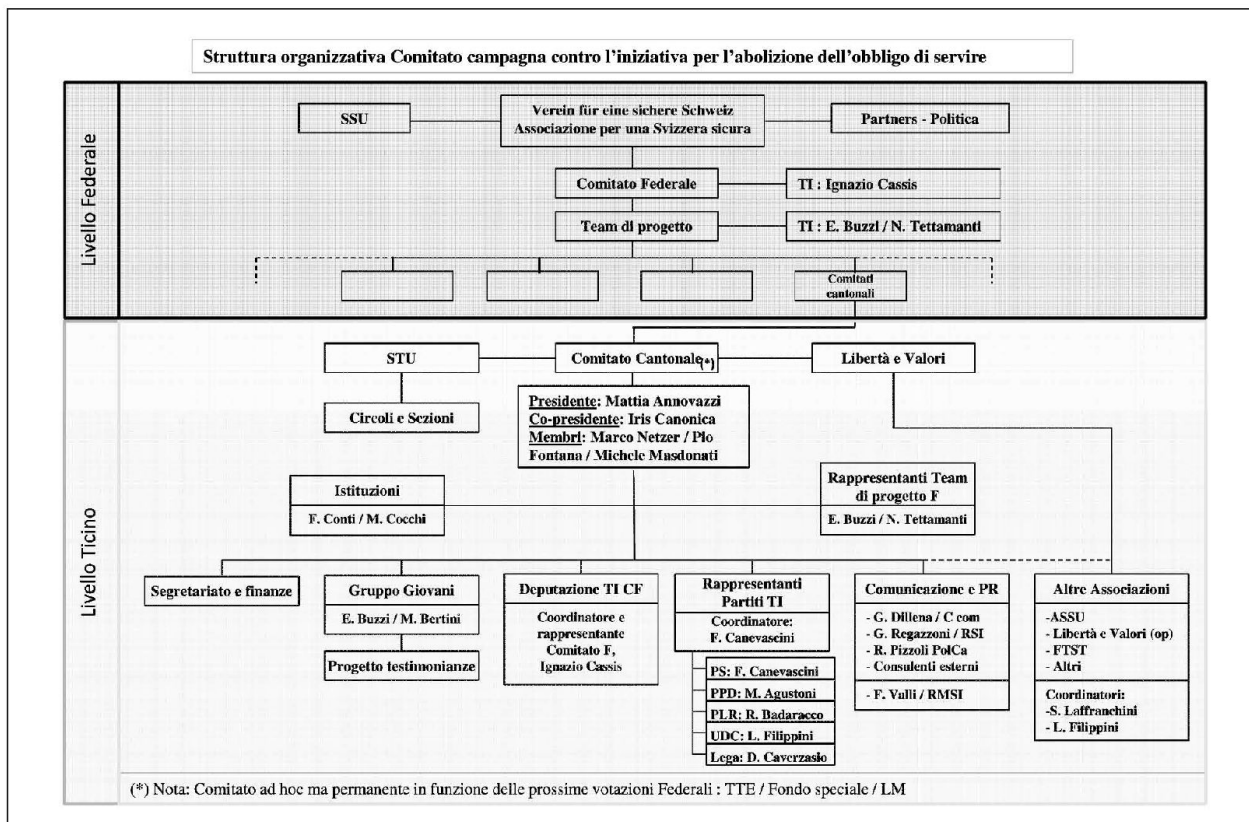 Struttura organizzativa Comitato campagna contro l'iniziativa per l'abolizione dell'obbligo di servire
Livello Federale
SSU
Verein für eine sichere Schweiz
Associazione per una Svizzera sicura
Partners - Politica
Comitato Federale
TI : Ignazio Cassis
Team di progetto
TI : E. Buzzi / N. Tettamanti
Comitati
cantonali
Livello Ticino
STU
Comitato Cantonale(*)
Libertà e Valori
Circoli e Sezioni
Presidente: Mattia Annovazzi
Co-presidente: Iris Canonica
Membri: Marco Netzer / Pio
Fontana / Michele Masdonati
Istituzioni
F. Conti / M. Cocchi
Rappresentanti Team
di progetto F
E. Buzzi / N. Tettamanti
Segretariato e finanze
Gruppo Giovani
E. Buzzi / M. Bertini
Progetto testimonianze
Deputazione TI CF
Coordinatore e
rappresentante
Comitato F,
Ignazio Cassis
Rappresentanti
Partiti TI
Coordinatore:
F. Canevascini
PS: F. Canevascini
PPD: M. Agustoni
PLR: R. Badaracco
UDC: L. Filippini
Lega: D. Caverzasio
Comunicazione e PR
- G. Dillena / C com
- G. Regazzoni / RSI
- R. Pizzoli PolCa
- Consulenti esterni
- F. Valli / RMSI
Altre Associazioni
-ASSU
- Libertà e Valori (op)
- FTST
- Altri
Coordinatori:
-S. Laffranchini
- L. Filippini
(*) Nota: Comitato ad hoc ma permanente in funzione delle prossime votazioni Federali : TTE / Fondo speciale / LM